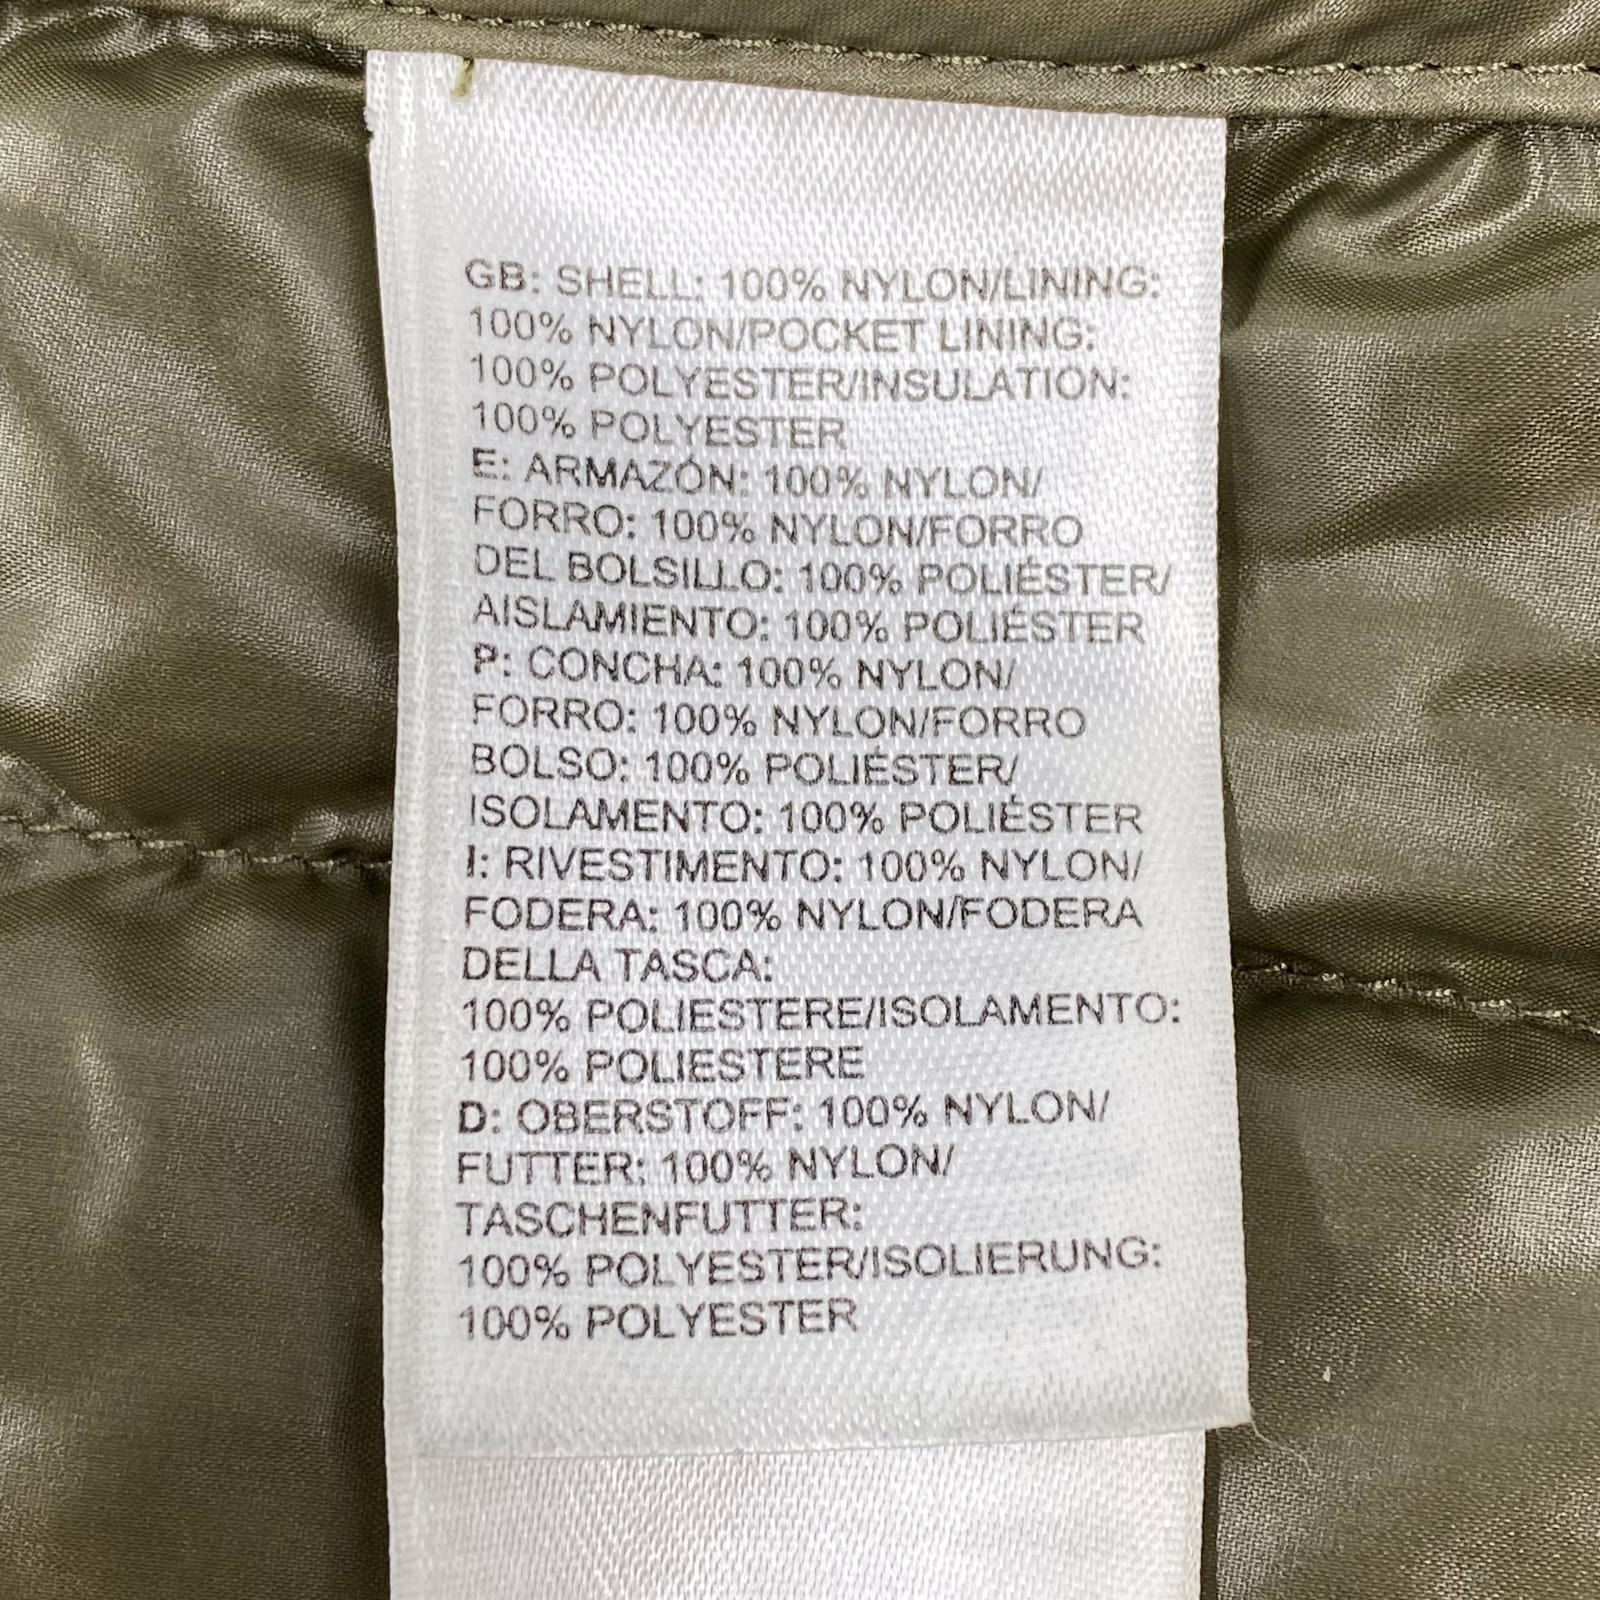 GB: SHELL: 100% NYLON/LINING:
100% NYLON/POCKET LINING:
100% POLYESTER/INSULATION:
100% POLYESTER
E: ARMAZÓN: 100% NYLON/
FORRO: 100% NYLON/FORRO
DEL BOLSILLO: 100% POLIÉSTER/
AISLAMIENTO: 100% POLIÉSTER
P: CONCHA: 100% NYLON/
FORRO: 100% NYLON/FORRO
BOLSO: 100% POLIÉSTER/
ISOLAMENTO: 100% POLIÉSTER
I: RIVESTIMENTO: 100% NYLON/
FODERA: 100% NYLON/FODERA
DELLA TASCA:
100% POLIESTERE/ISOLAMENTO:
100% POLIESTERE
D: OBERSTOFF: 100% NYLON/
FUTTER: 100% NYLON/
TASCHENFUTTER:
100% POLYESTER/ISOLIERUNG:
100% POLYESTER